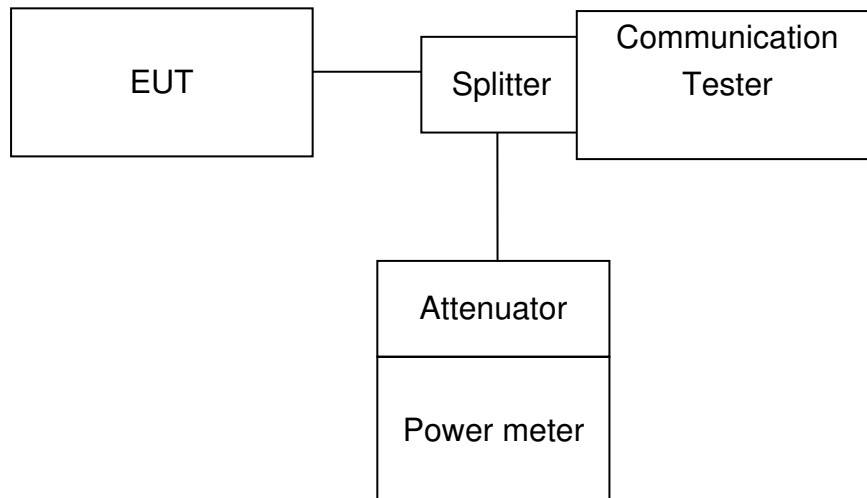 EUT
Splitter
Communication
Tester
Attenuator
Power meter